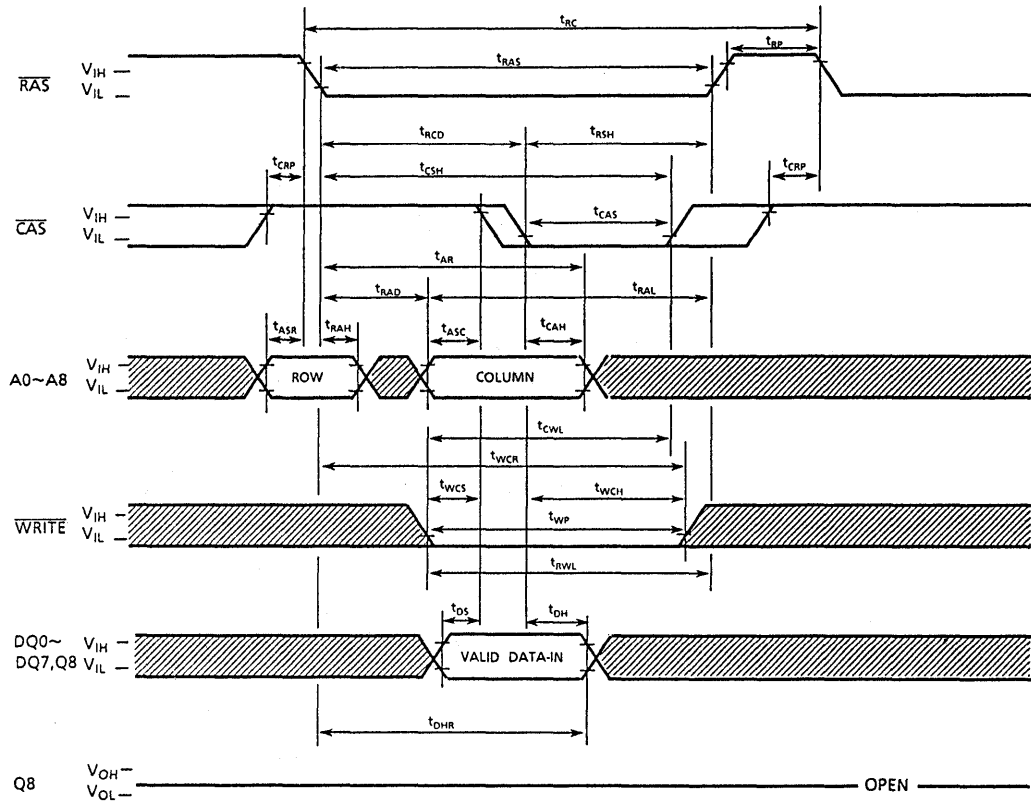 tRC
tRP
tRAS
RAS
VIH
VIL
tRCD
tRSH
tCRP
tCSH
tCRP
CAS
VIH
VIL
tCAS
tAR
tRAD
tRAL
tASR
tRAH
tASC
tCAH
A0~A8
VIH
VIL
ROW
COLUMN
tCWL
tWCR
tWCS
tWCH
WRITE
VIH
VIL
tWP
tRWL
tDS
tDH
DQ0~
DQ7,Q8
VIH
VIL
VALID DATA-IN
tDHR
Q8
VOH
VOL
OPEN